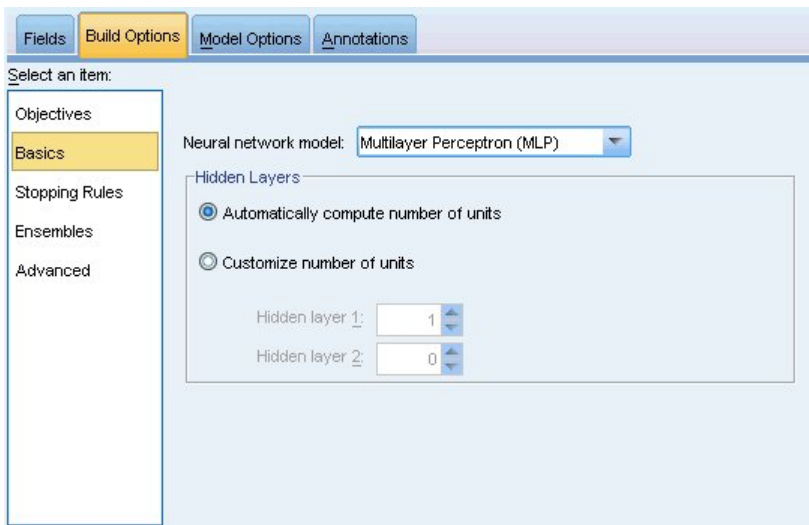 Fields Build Options Model Options Annotations
Select an item:
Objectives
Basics
Stopping Rules
Ensembles
Advanced
Neural network model: Multilayer Perceptron (MLP)
Hidden Layers
Automatically compute number of units
Customize number of units
Hidden layer 1: 1
Hidden layer 2: 0